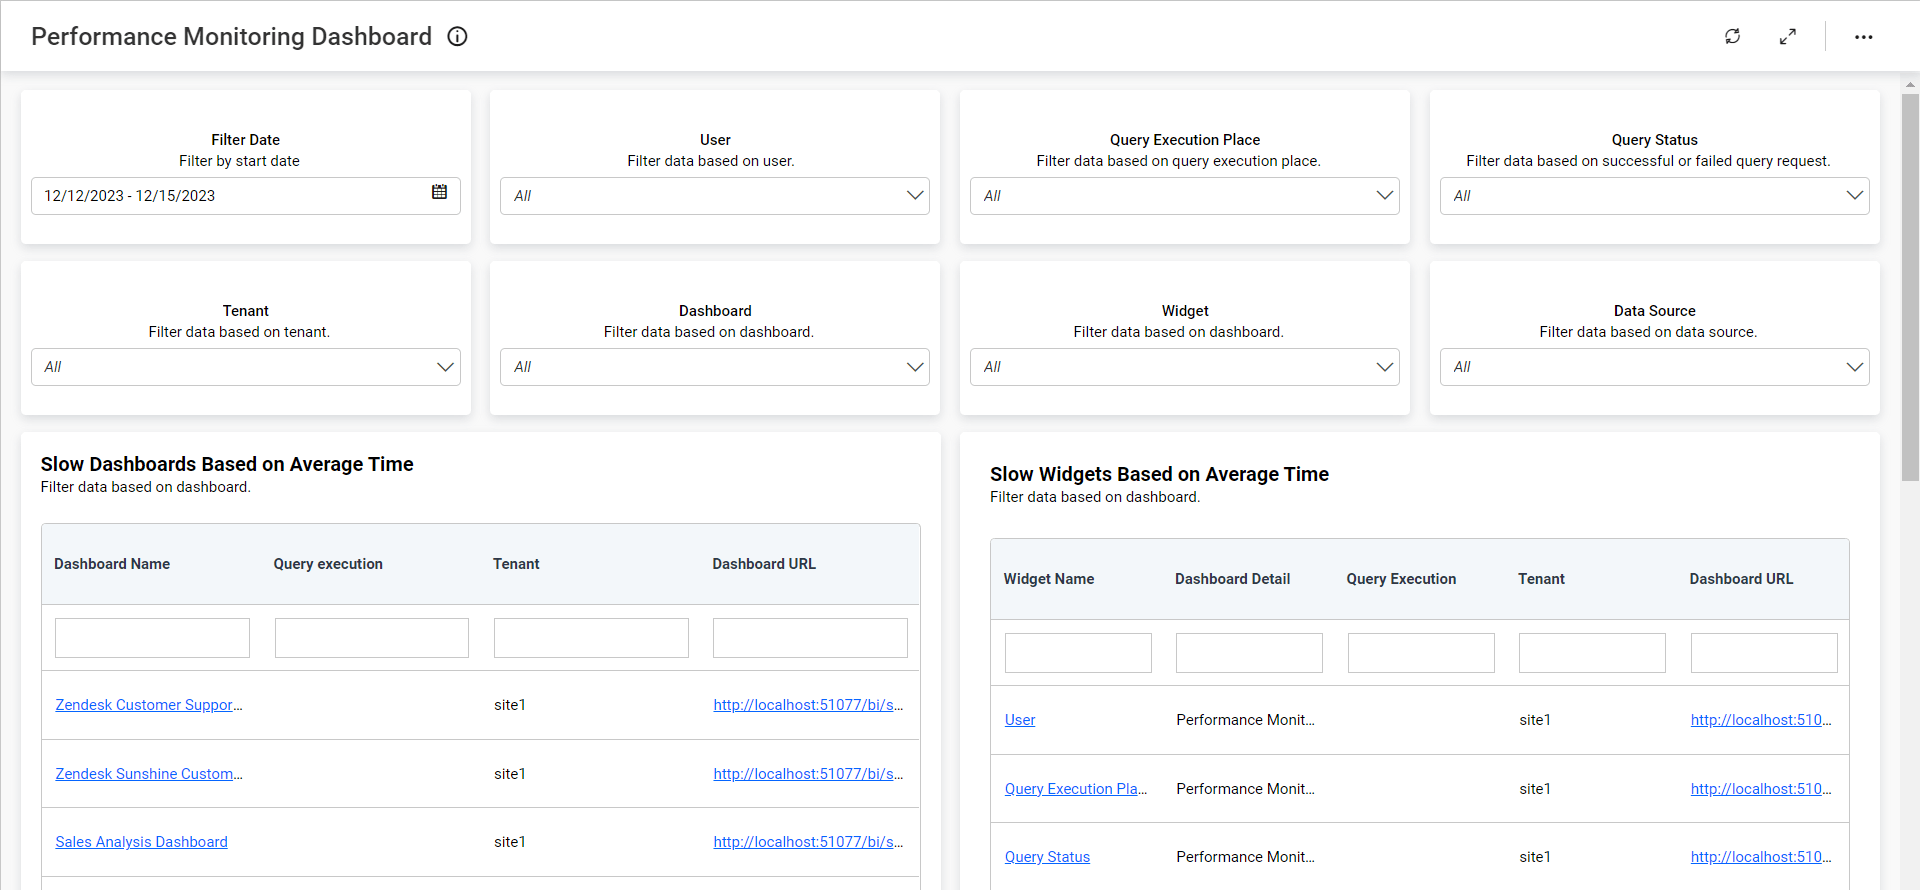 Performance Monitoring Dashboard
Filter Date
Filter by start date
12/12/2023 - 12/15/2023
User
Filter data based on user.
All
Query Execution Place
Filter data based on query execution place.
All
Query Status
Filter data based on successful or failed query request.
All
Tenant
Filter data based on tenant.
All
Dashboard
Filter data based on dashboard.
All
Widget
Filter data based on dashboard.
All
Data Source
Filter data based on data source.
All
Slow Dashboards Based on Average Time
Filter data based on dashboard.
Dashboard Name Query execution Tenant Dashboard URL
Zendesk Customer Suppor... site1 http://localhost:51077/bi/s...
Zendesk Sunshine Custom... site1 http://localhost:51077/bi/s...
Sales Analysis Dashboard site1 http://localhost:51077/bi/s...
Slow Widgets Based on Average Time
Filter data based on dashboard.
Widget Name Dashboard Detail Query Execution Tenant Dashboard URL
User Performance Monit... site1 http://localhost:510...
Query Execution Pla... Performance Monit... site1 http://localhost:510...
Query Status Performance Monit... site1 http://localhost:510...